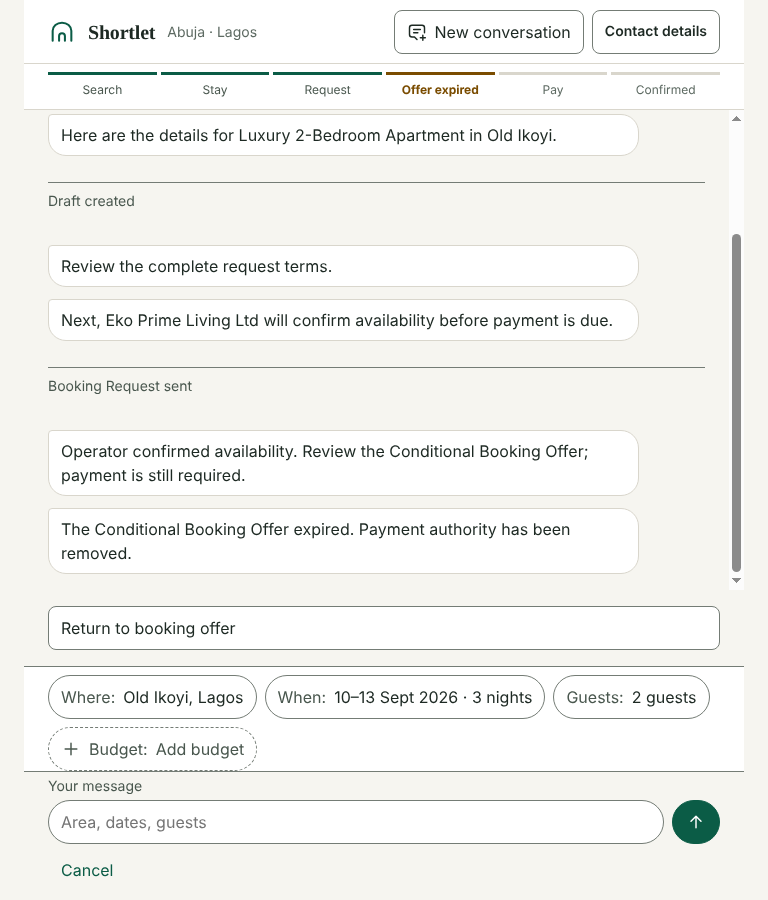 Shortlet Abuja · Lagos New conversation Contact details
Search Stay Request Offer expired Pay Confirmed
Here are the details for Luxury 2-Bedroom Apartment in Old Ikoyi.
Draft created
Review the complete request terms.
Next, Eko Prime Living Ltd will confirm availability before payment is due.
Booking Request sent
Operator confirmed availability. Review the Conditional Booking Offer;
payment is still required.
The Conditional Booking Offer expired. Payment authority has been
removed.
Return to booking offer
Where: Old Ikoyi, Lagos When: 10–13 Sept 2026 · 3 nights Guests: 2 guests
Budget: Add budget
Your message
Area, dates, guests
Cancel